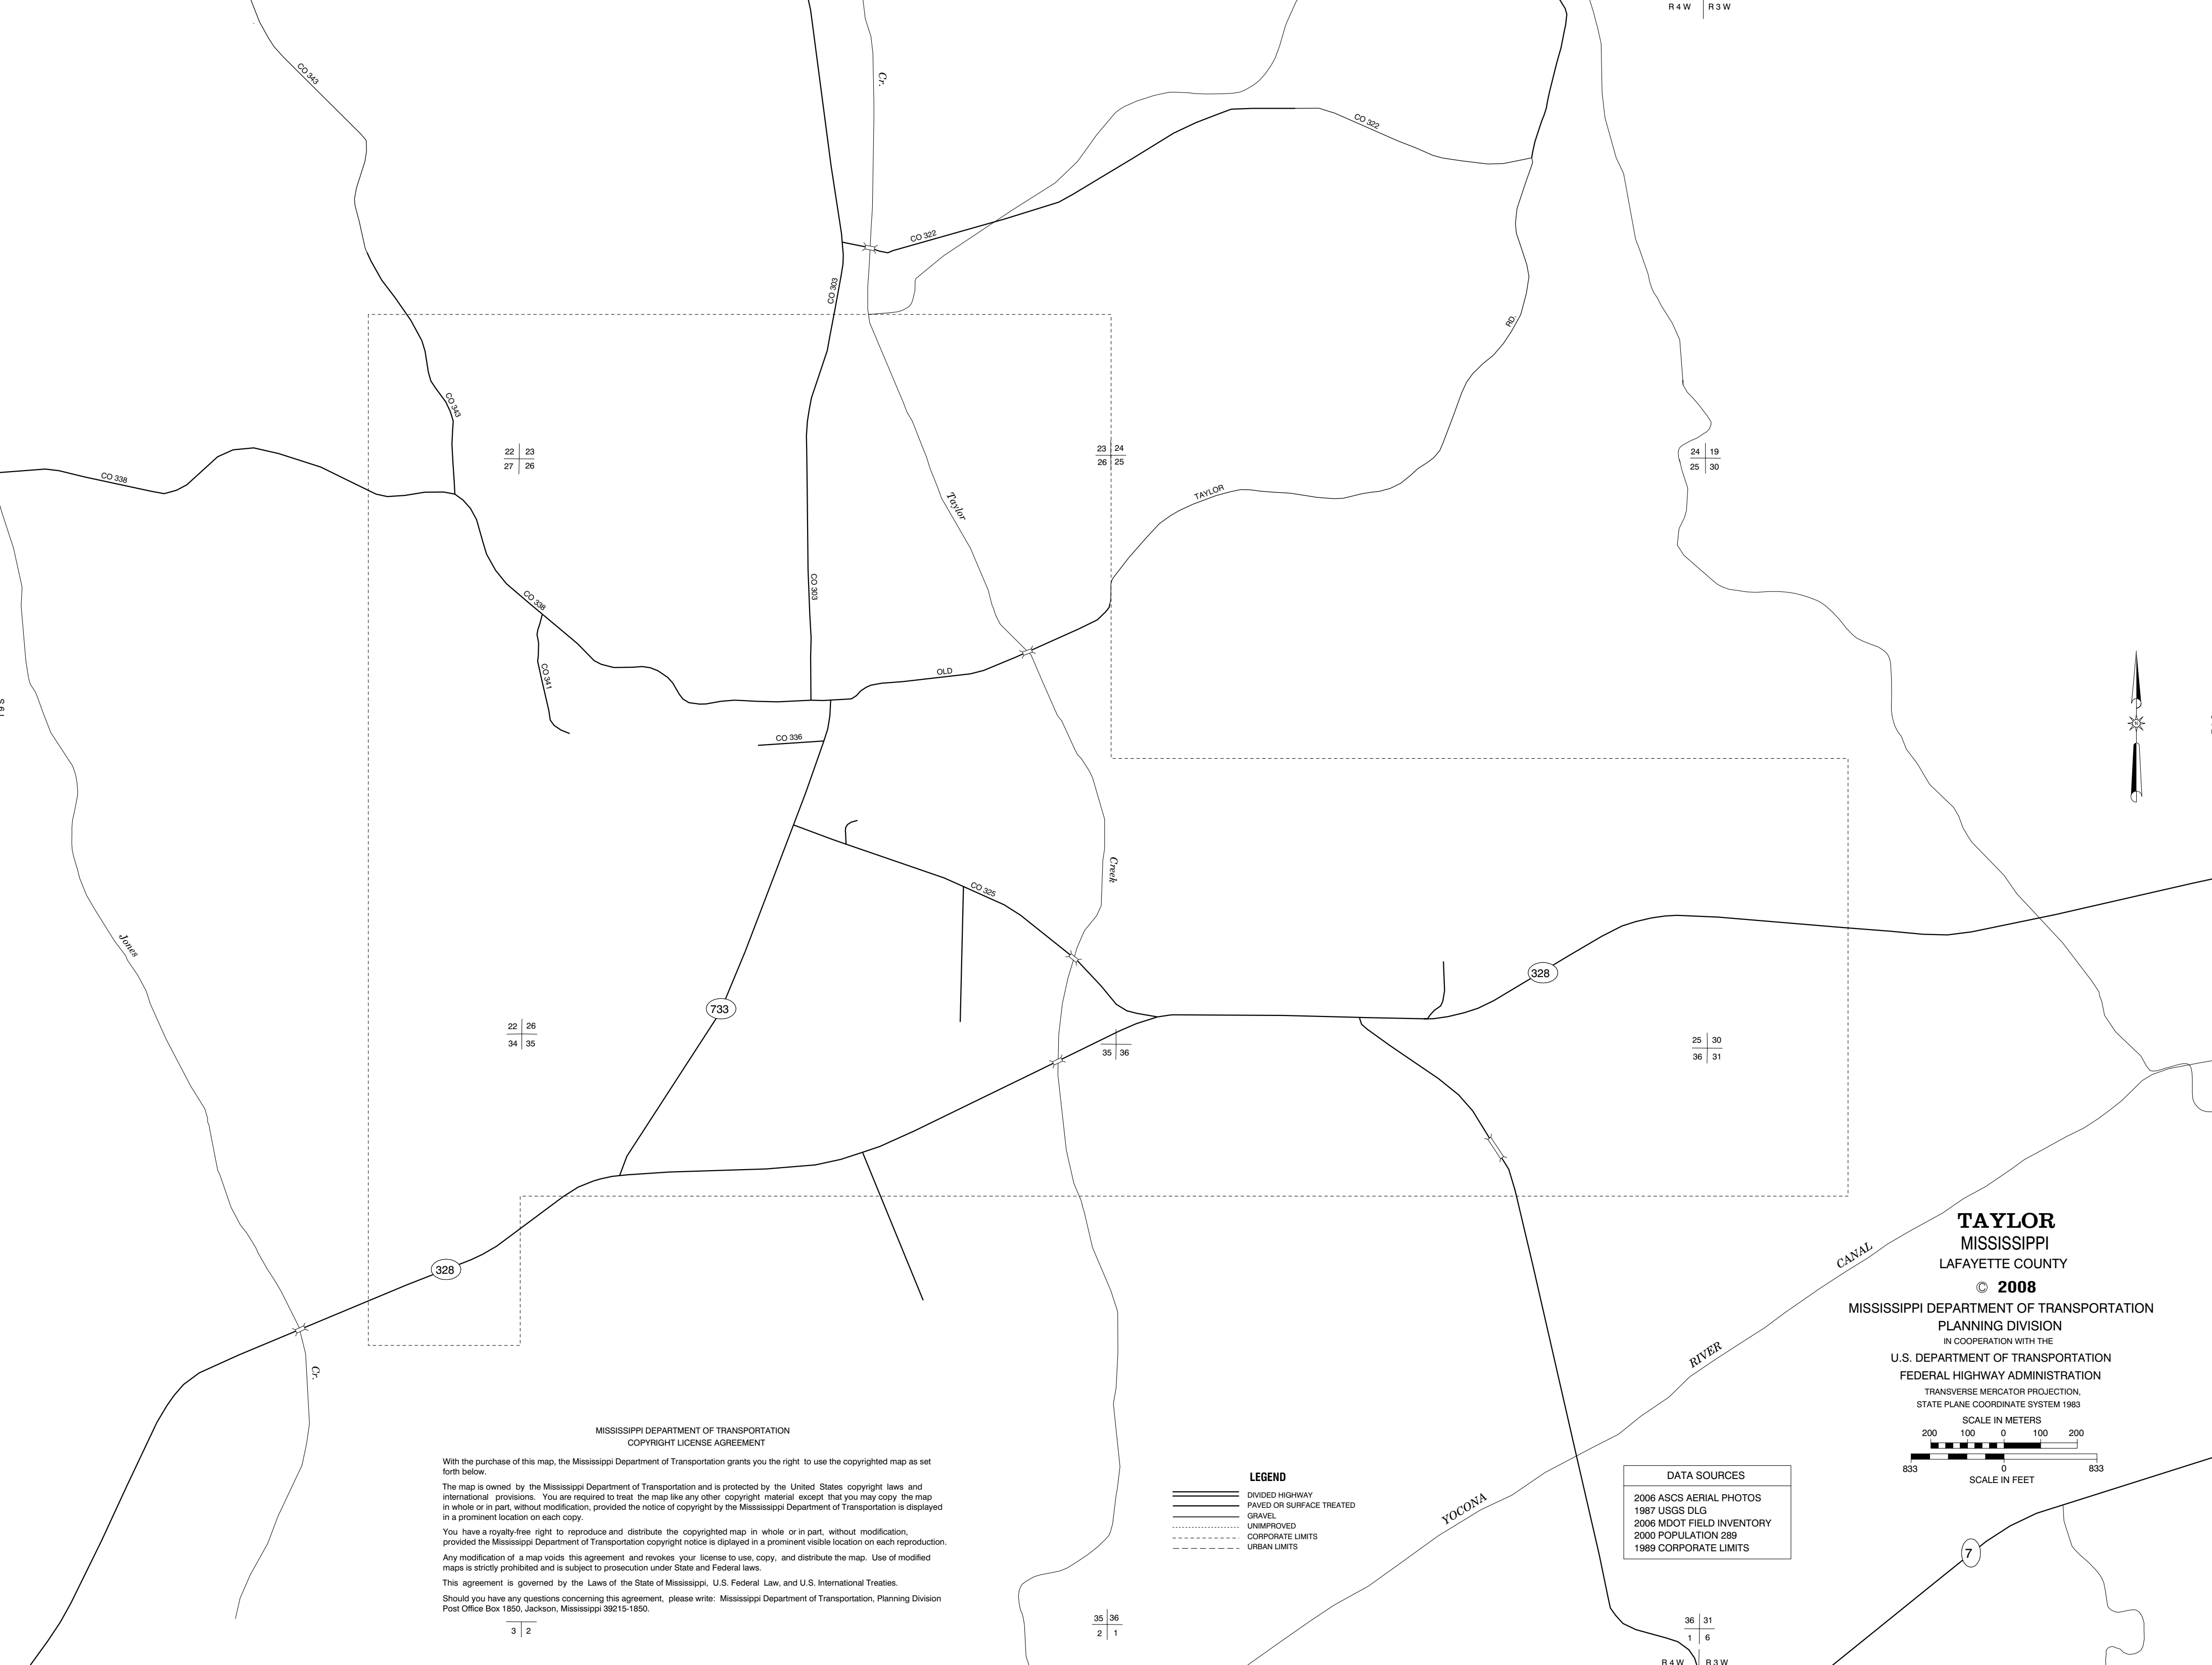 R 4 W | R 3 W
CO 343
Cr.
CO 322
CO 322
CO 303
RD.
CO 343
22 | 23
27 | 26
23 | 24
26 | 25
24 | 19
25 | 30
CO 338
TAYLOR
Taylor
CO 303
CO 338
CO 341
OLD
CO 336
Creek
CO 325
Jones
328
733
22 | 26
34 | 35
35 | 36
25 | 30
36 | 31
328
Cr.
CANAL
RIVER
YOCONA
TAYLOR
MISSISSIPPI
LAFAYETTE COUNTY
© 2008
MISSISSIPPI DEPARTMENT OF TRANSPORTATION
PLANNING DIVISION
IN COOPERATION WITH THE
U.S. DEPARTMENT OF TRANSPORTATION
FEDERAL HIGHWAY ADMINISTRATION
TRANSVERSE MERCATOR PROJECTION,
STATE PLANE COORDINATE SYSTEM 1983
SCALE IN METERS
200 100 0 100 200
833 0 833
SCALE IN FEET
MISSISSIPPI DEPARTMENT OF TRANSPORTATION
COPYRIGHT LICENSE AGREEMENT
With the purchase of this map, the Mississippi Department of Transportation grants you the right to use the copyrighted map as set
forth below.
The map is owned by the Mississippi Department of Transportation and is protected by the United States copyright laws and
international provisions. You are required to treat the map like any other copyright material except that you may copy the map
in whole or in part, without modification, provided the notice of copyright by the Mississippi Department of Transportation is displayed
in a prominent location on each copy.
You have a royalty-free right to reproduce and distribute the copyrighted map in whole or in part, without modification,
provided the Mississippi Department of Transportation copyright notice is diplayed in a prominent visible location on each reproduction.
Any modification of a map voids this agreement and revokes your license to use, copy, and distribute the map. Use of modified
maps is strictly prohibited and is subject to prosecution under State and Federal laws.
This agreement is governed by the Laws of the State of Mississippi, U.S. Federal Law, and U.S. International Treaties.
Should you have any questions concerning this agreement, please write: Mississippi Department of Transportation, Planning Division
Post Office Box 1850, Jackson, Mississippi 39215-1850.
LEGEND
DIVIDED HIGHWAY
PAVED OR SURFACE TREATED
GRAVEL
UNIMPROVED
CORPORATE LIMITS
URBAN LIMITS
DATA SOURCES
2006 ASCS AERIAL PHOTOS
1987 USGS DLG
2006 MDOT FIELD INVENTORY
2000 POPULATION 289
1989 CORPORATE LIMITS
7
3 | 2
35 | 36
2 | 1
36 | 31
1 | 6
R 4 W | R 3 W